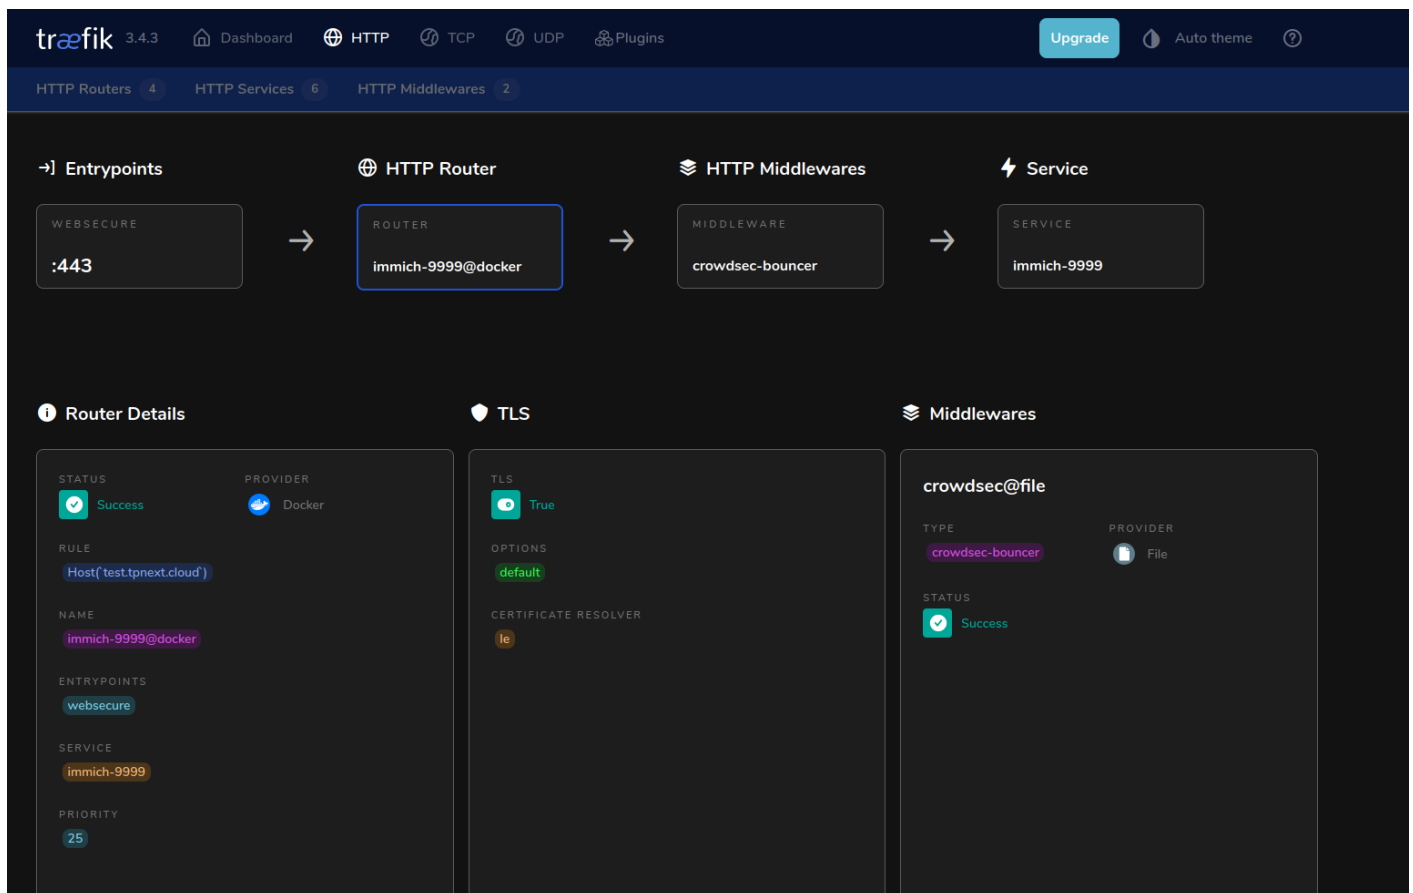 træfik 3.4.3 Dashboard HTTP TCP UDP Plugins Upgrade Auto theme
HTTP Routers 4 HTTP Services 6 HTTP Middlewares 2
Entrypoints
HTTP Router
HTTP Middlewares
Service
WEBSECURE
:443
ROUTER
immich-9999@docker
MIDDLEWARE
crowdsec-bouncer
SERVICE
immich-9999
Router Details
STATUS
Success
PROVIDER
Docker
RULE
Host(`test.tpnext.cloud`)
NAME
immich-9999@docker
ENTRYPOINTS
websecure
SERVICE
immich-9999
PRIORITY
25
TLS
TLS
True
OPTIONS
default
CERTIFICATE RESOLVER
le
Middlewares
crowdsec@file
TYPE
crowdsec-bouncer
PROVIDER
File
STATUS
Success